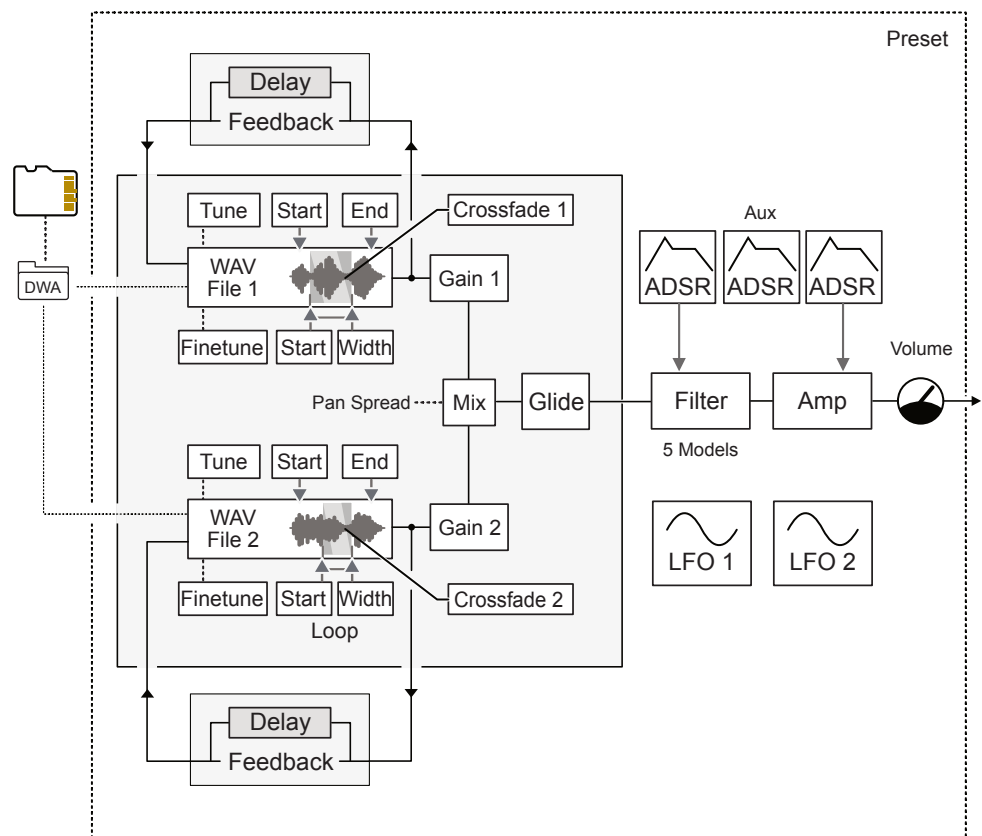 Preset
Delay
Feedback
Tune
Start
End
Crossfade 1
Aux
WAV
File 1
Gain 1
ADSR
ADSR
ADSR
DWA
Finetune
Start
Width
Volume
Pan Spread
Mix
Glide
Filter
Amp
5 Models
Tune
Start
End
WAV
File 2
Gain 2
LFO 1
LFO 2
Finetune
Start
Width
Crossfade 2
Loop
Delay
Feedback